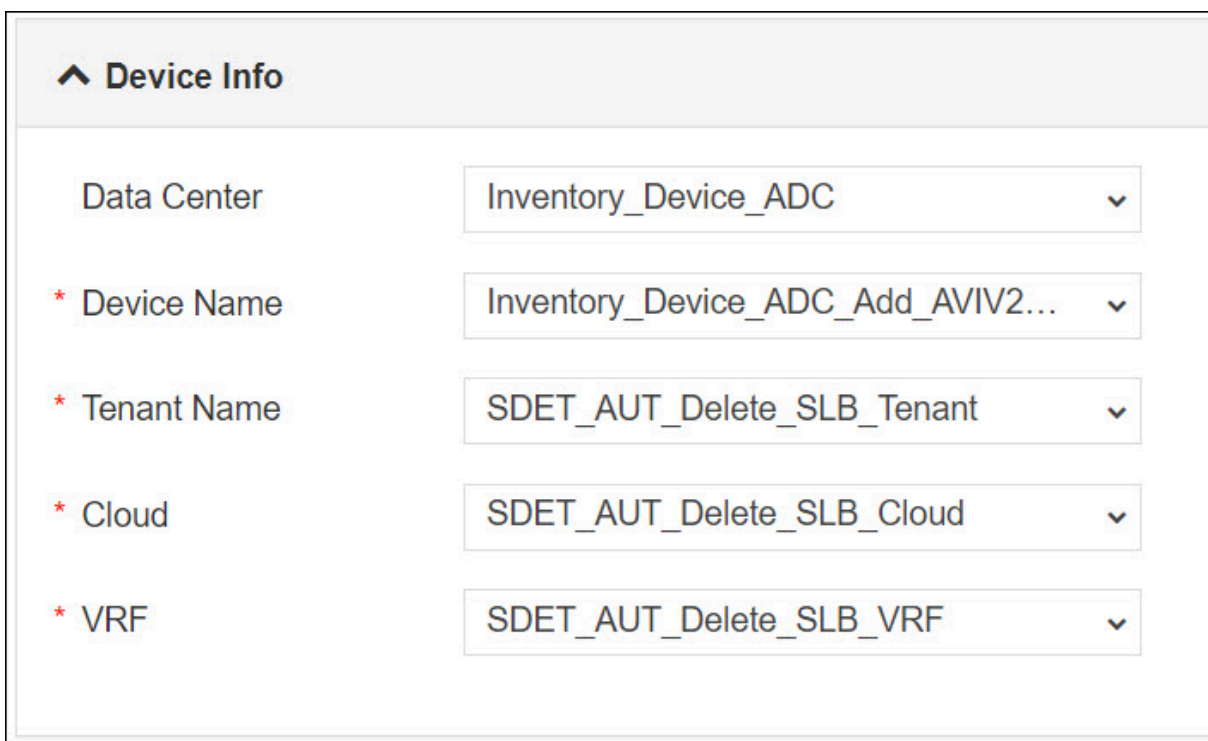 Device Info
Data Center Inventory_Device_ADC
* Device Name Inventory_Device_ADC_Add_AVIV2...
* Tenant Name SDET_AUT_Delete_SLB_Tenant
* Cloud SDET_AUT_Delete_SLB_Cloud
* VRF SDET_AUT_Delete_SLB_VRF